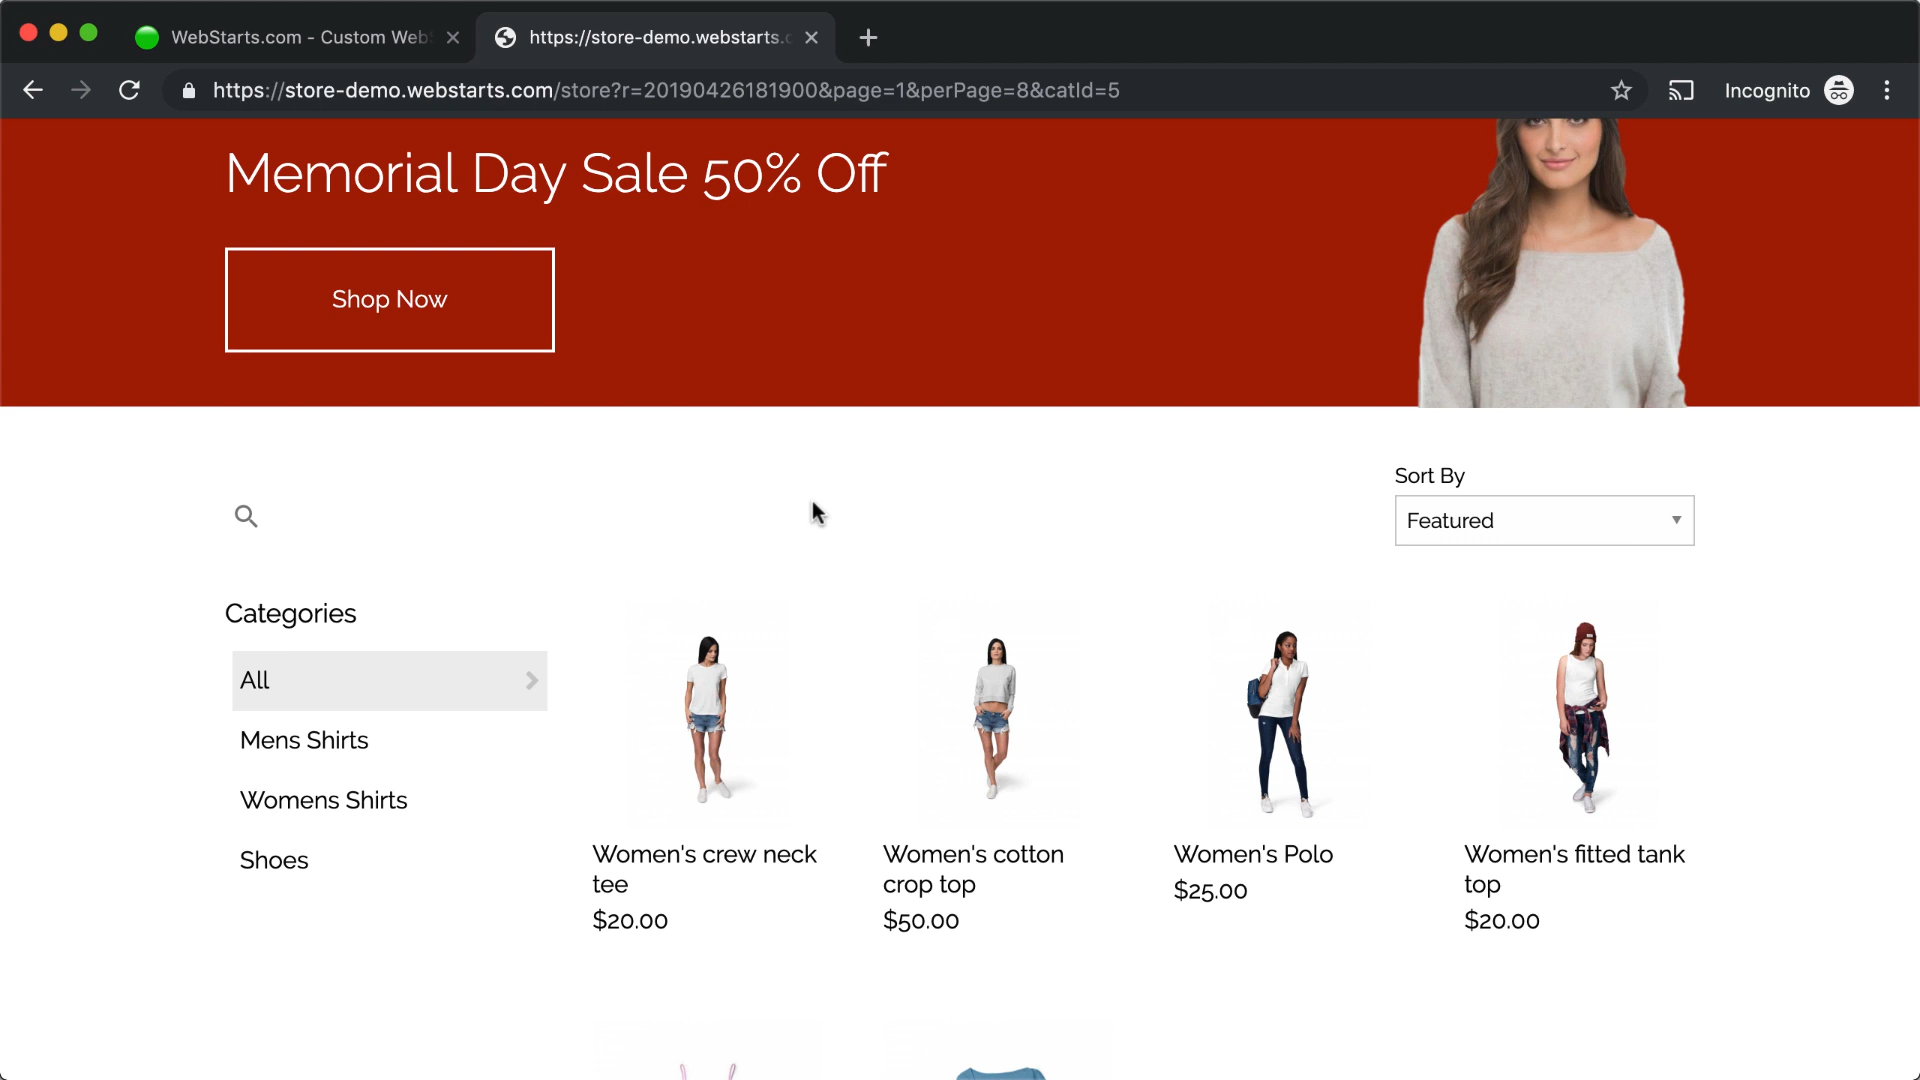 WebStarts.com - Custom Web
https://store-demo.webstarts.c
https://store-demo.webstarts.com/store?r=20190426181900&page=1&perPage=8&catId=5
Incognito
Memorial Day Sale 50% Off
Shop Now
Sort By
Featured
Categories
All
Mens Shirts
Womens Shirts
Shoes
Women's crew neck
tee
$20.00
Women's cotton
crop top
$50.00
Women's Polo
$25.00
Women's fitted tank
top
$20.00